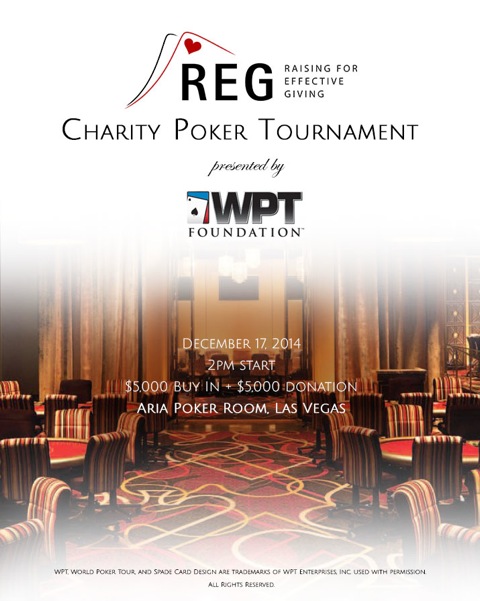 REG
RAISING FOR
EFFECTIVE
GIVING
Charity Poker Tournament
presented by
WPT
FOUNDATION™
December 17, 2014
2pm start
$5,000 buy in + $5,000 donation
Aria Poker Room, Las Vegas
WPT, World Poker Tour, and Spade Card Design are trademarks of WPT Enterprises, Inc. used with permission.
All Rights Reserved.